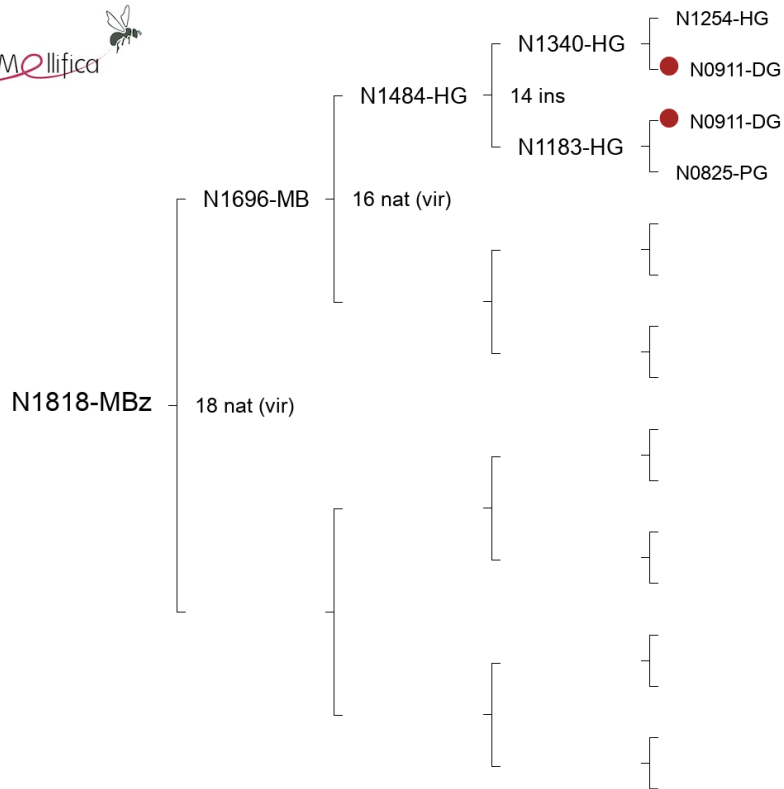 Mellifica
N1254-HG
N1340-HG
N0911-DG
N1484-HG
14 ins
N0911-DG
N1183-HG
N0825-PG
N1696-MB
16 nat (vir)
N1818-MBz
18 nat (vir)